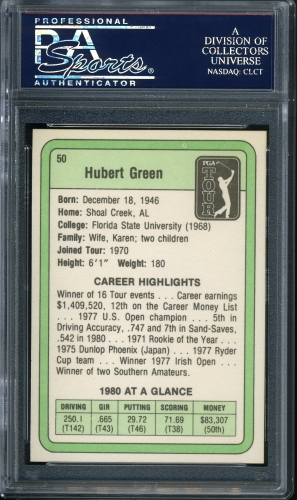 PROFESSIONAL
A
DIVISION OF
COLLECTORS
UNIVERSE
NASDAQ: CLCT
PSA
Sports
AUTHENTICATOR
50
Hubert Green
PGA
TOUR
Born: December 18, 1946
Home: Shoal Creek, AL
College: Florida State University (1968)
Family: Wife, Karen; two children
Joined Tour: 1970
Height: 6'1" Weight: 180
CAREER HIGHLIGHTS
Winner of 16 Tour events . . . Career earnings
$1,409,520, 12th on the Career Money List
. . . 1977 U.S. Open champion . . . 5th in
Driving Accuracy, .747 and 7th in Sand-Saves,
.542 in 1980 . . . 1971 Rookie of the Year . . .
1975 Dunlop Phoenix (Japan) . . . 1977 Ryder
Cup team . . . Winner 1977 Irish Open . . .
Winner of two Southern Amateurs.
1980 AT A GLANCE
DRIVING GIR PUTTING SCORING MONEY
250.1 .665 29.72 71.69 $83,307
(T142) (T43) (T46) (T38) (50th)